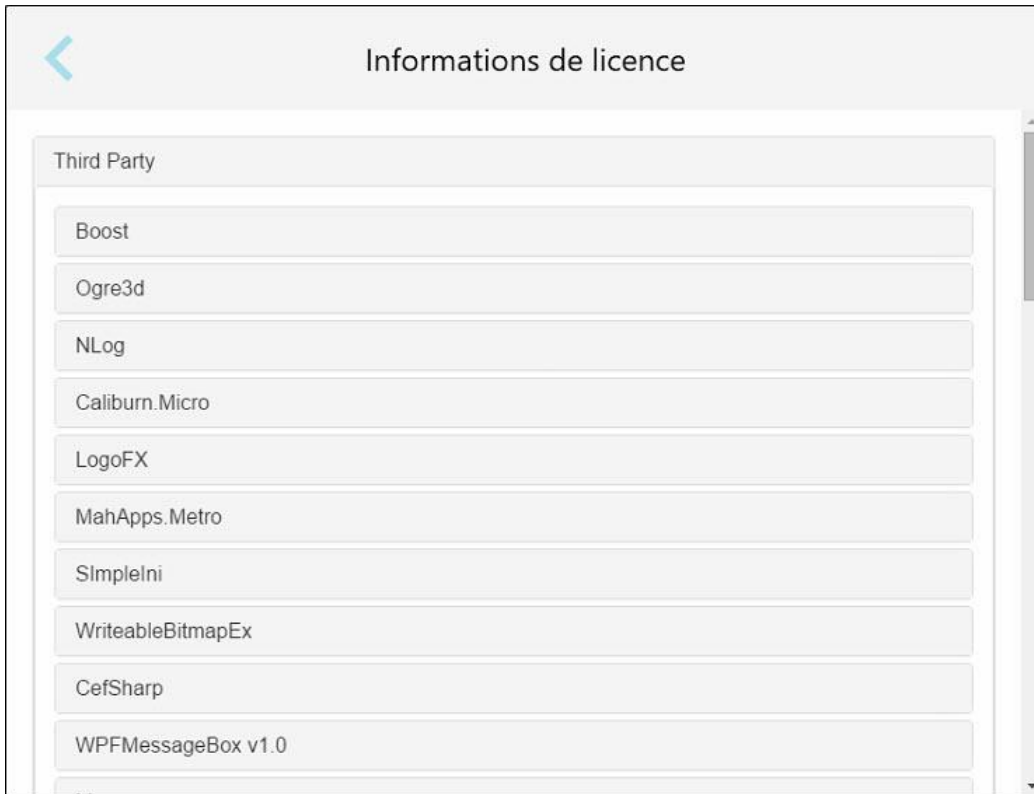 Informations de licence
Third Party
Boost
Ogre3d
NLog
Caliburn.Micro
LogoFX
MahApps.Metro
SImpleIni
WriteableBitmapEx
CefSharp
WPFMessageBox v1.0